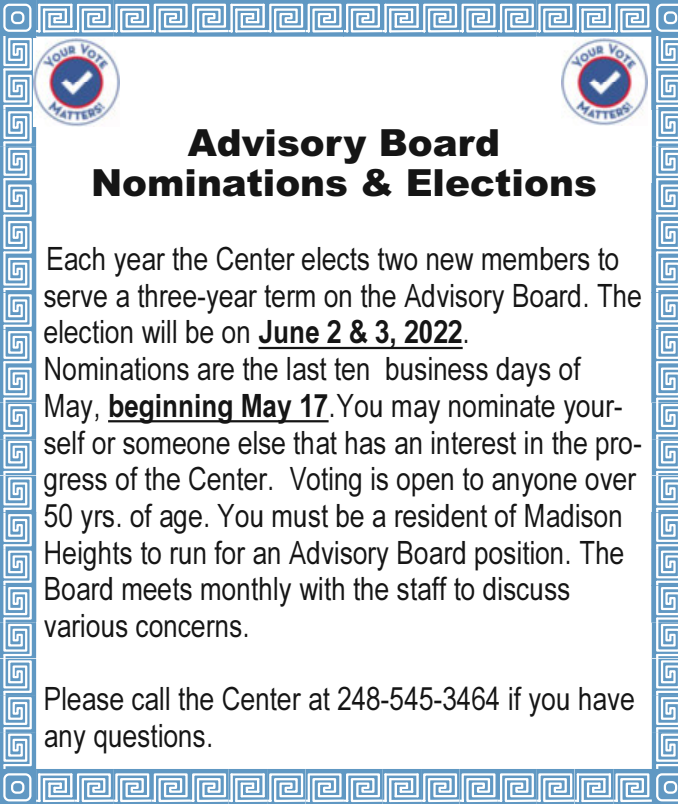 YOUR VOTE
MATTERS!
YOUR VOTE
MATTERS!
Advisory Board
Nominations & Elections
Each year the Center elects two new members to
serve a three-year term on the Advisory Board. The
election will be on June 2 & 3, 2022.
Nominations are the last ten  business days of
May, beginning May 17.You may nominate your-
self or someone else that has an interest in the pro-
gress of the Center.  Voting is open to anyone over
50 yrs. of age. You must be a resident of Madison
Heights to run for an Advisory Board position. The
Board meets monthly with the staff to discuss
various concerns.
Please call the Center at 248-545-3464 if you have
any questions.